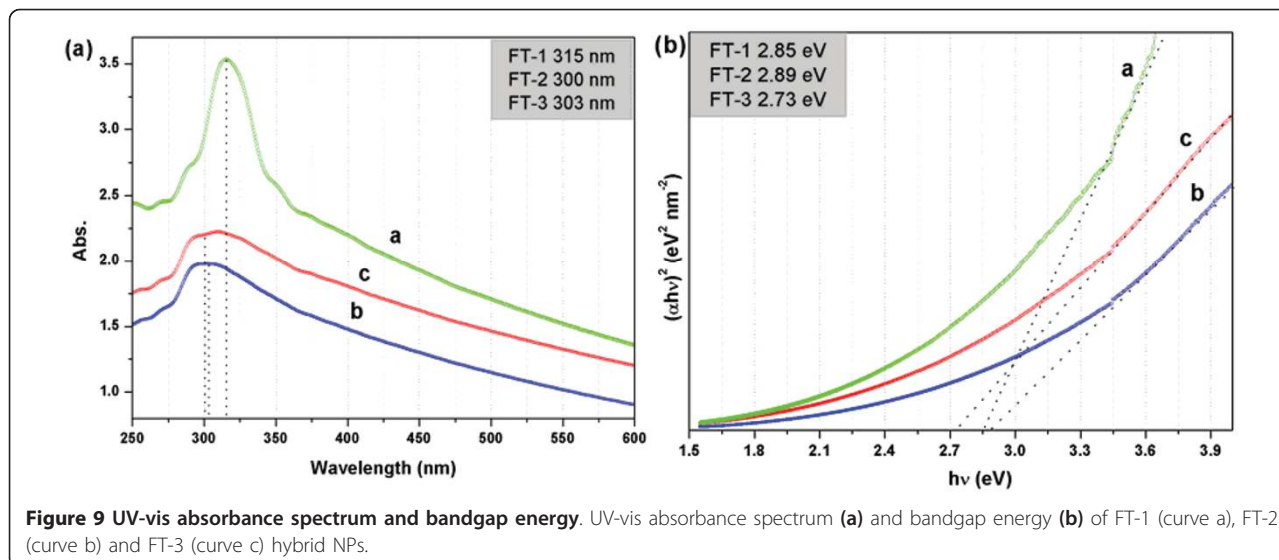 (a)
FT-1 315 nm
FT-2 300 nm
FT-3 303 nm
3.5
3.0
2.5
2.0
1.5
1.0
Abs.
a
c
b
250 300 350 400 450 500 550 600
Wavelength (nm)
(b)
FT-1 2.85 eV
FT-2 2.89 eV
FT-3 2.73 eV
(αhν)² (eV² nm⁻²)
a
c
b
1.5 1.8 2.1 2.4 2.7 3.0 3.3 3.6 3.9
hν (eV)
Figure 9 UV-vis absorbance spectrum and bandgap energy. UV-vis absorbance spectrum (a) and bandgap energy (b) of FT-1 (curve a), FT-2
(curve b) and FT-3 (curve c) hybrid NPs.